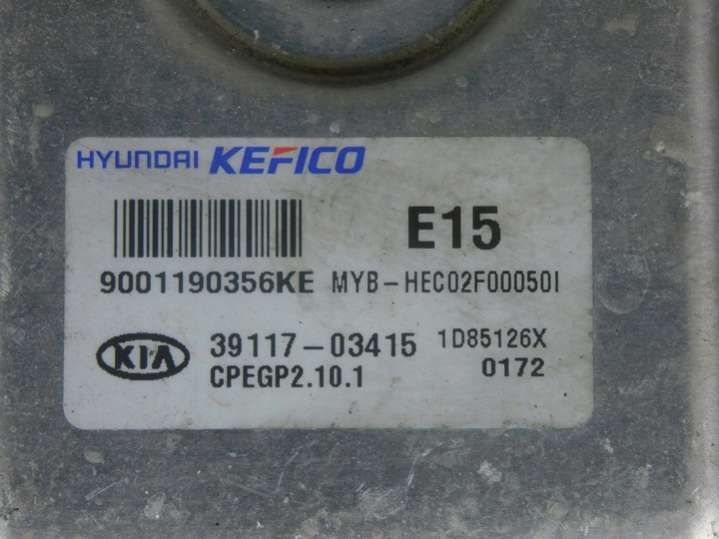 HYUNDAI KEFICO
E15
9001190356KE MYB-HEC02F00050I
KIA 39117-03415 1D85126X
CPEGP2.10.1 0172